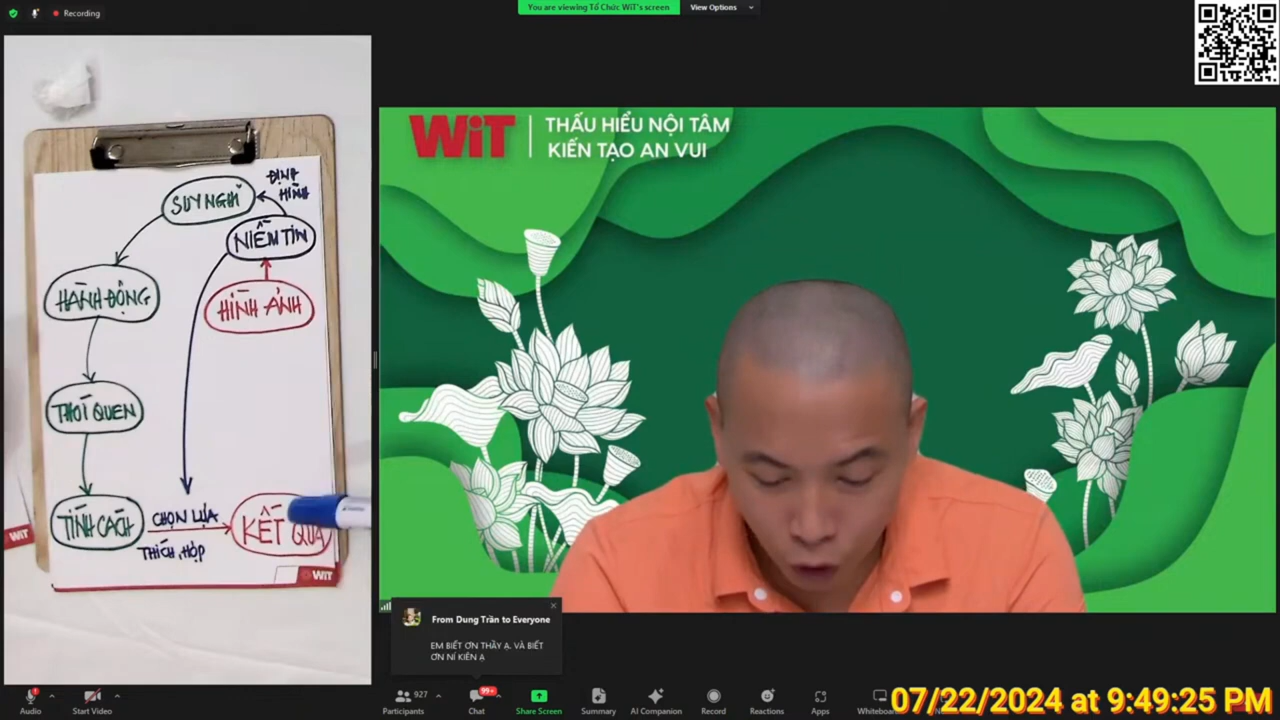 Recording
You are viewing Tổ Chức WiT's screen
View Options
WiT
THẤU HIỂU NỘI TÂM
KIẾN TẠO AN VUI
ĐỊNH
HÌNH
SUY NGHĨ
NIỀM TIN
HÀNH ĐỘNG
HÌNH ẢNH
THÓI QUEN
TÍNH CÁCH
CHỌN LỰA
THÍCH, HỢP
KẾT QUẢ
WiT
WiT
From Dung Trần to Everyone
EM BIẾT ƠN THẦY Ạ. VÀ BIẾT
ƠN NÍ KIÊN Ạ
Audio
Start Video
Participants
927
Chat
99+
Share Screen
Summary
AI Companion
Record
Reactions
Apps
Whiteboa
07/22/2024 at 9:49:25 PM